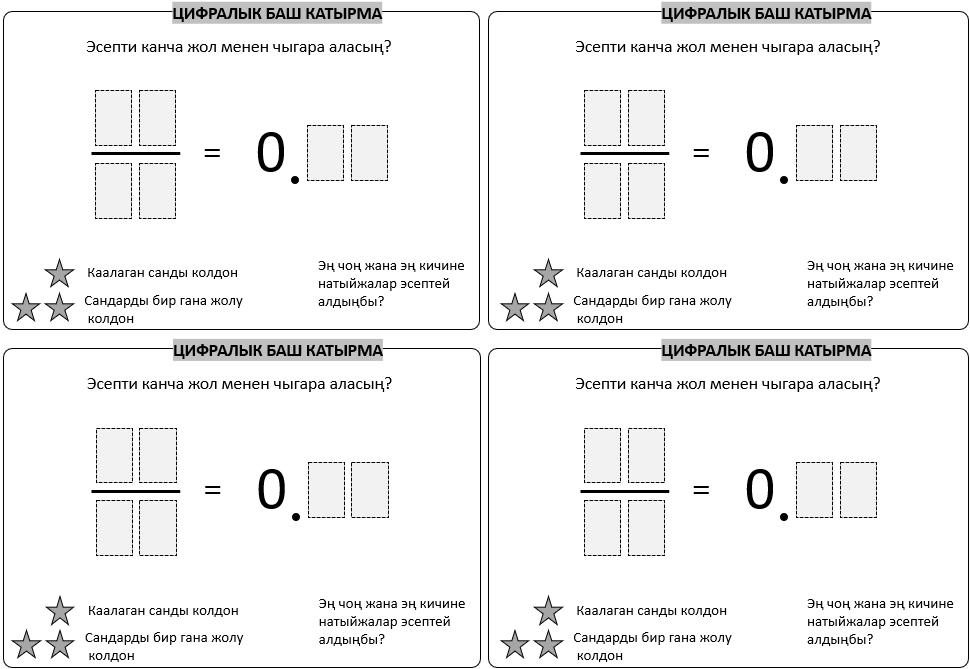 ЦИФРАЛЫК БАШ КАТЫРМА
Эсепти канча жол менен чыгара аласың?
= 0.
Каалаган санды колдон
Сандарды бир гана жолу
колдон
Эң чоң жана эң кичине
натыйжалар эсептей
алдыңбы?
ЦИФРАЛЫК БАШ КАТЫРМА
Эсепти канча жол менен чыгара аласың?
= 0.
Каалаган санды колдон
Сандарды бир гана жолу
колдон
Эң чоң жана эң кичине
натыйжалар эсептей
алдыңбы?
ЦИФРАЛЫК БАШ КАТЫРМА
Эсепти канча жол менен чыгара аласың?
= 0.
Каалаган санды колдон
Сандарды бир гана жолу
колдон
Эң чоң жана эң кичине
натыйжалар эсептей
алдыңбы?
ЦИФРАЛЫК БАШ КАТЫРМА
Эсепти канча жол менен чыгара аласың?
= 0.
Каалаган санды колдон
Сандарды бир гана жолу
колдон
Эң чоң жана эң кичине
натыйжалар эсептей
алдыңбы?